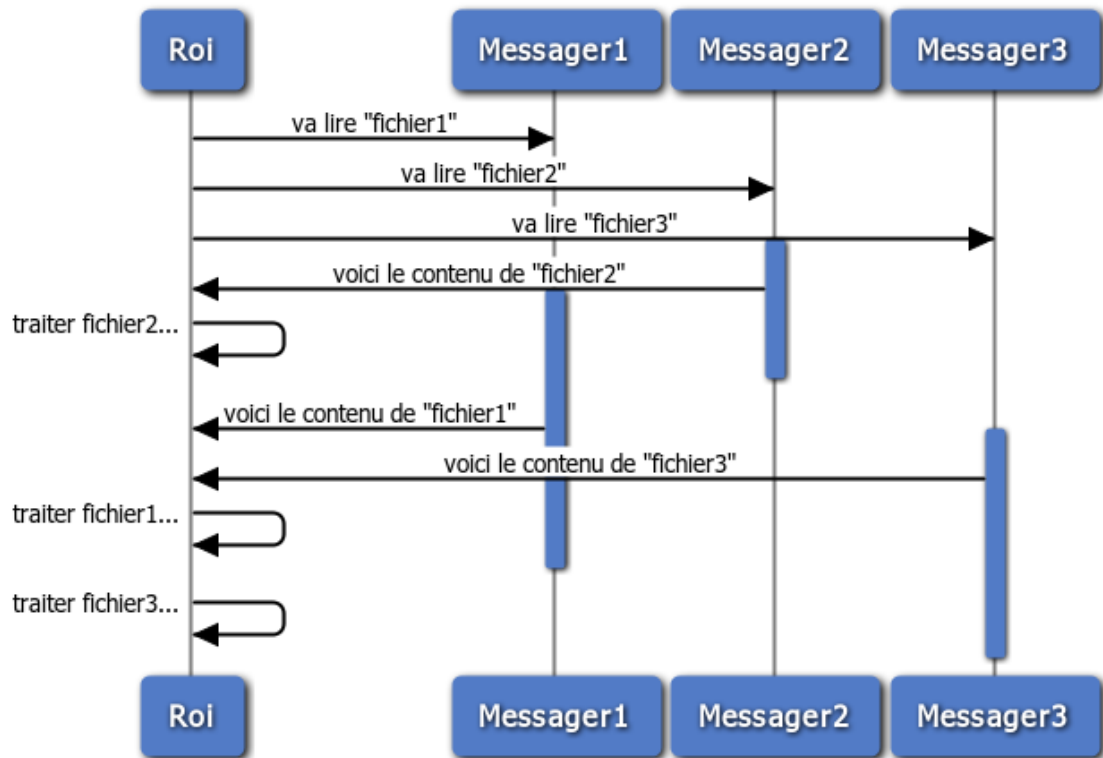 Roi
Messager1
Messager2
Messager3
va lire "fichier1"
va lire "fichier2"
va lire "fichier3"
voici le contenu de "fichier2"
traiter fichier2...
voici le contenu de "fichier1"
voici le contenu de "fichier3"
traiter fichier1...
traiter fichier3...
Roi
Messager1
Messager2
Messager3